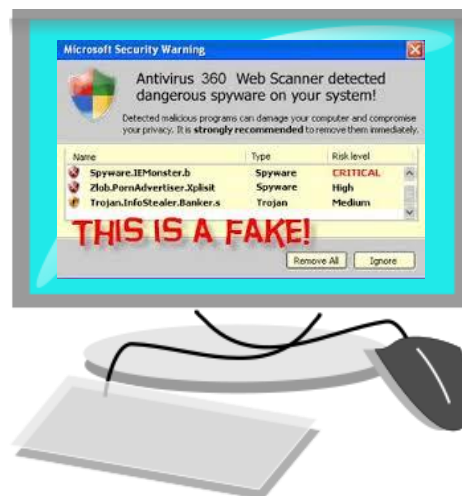 Microsoft Security Warning
Antivirus 360 Web Scanner detected
dangerous spyware on your system!
Detected malicious programs can damage your computer and compromise
your privacy. It is strongly recommended to remove them immediately.
Name Type Risk level
Spyware.IEMonster.b Spyware CRITICAL
Zlob.PornAdvertiser.Xplisit Spyware High
Trojan.InfoStealer.Banker.s Trojan Medium
THIS IS A FAKE!
Remove All Ignore